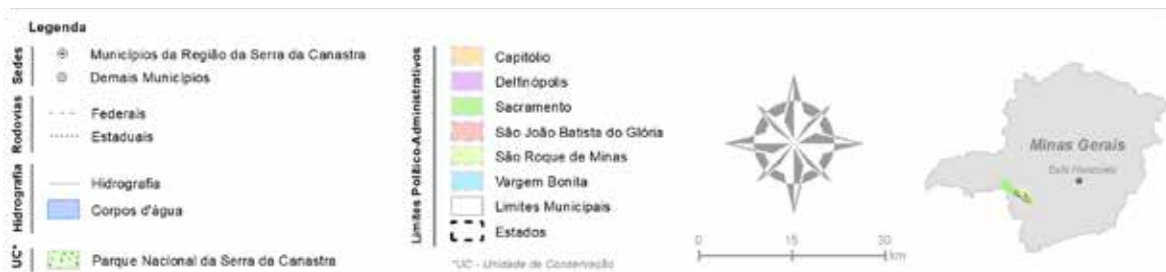 Legenda
Sedes
Municípios da Região da Serra da Canastra
Demais Municípios
Rodovias
Federais
Estaduais
Hidrografia
Hidrografia
Corpos d'água
UC*
Parque Nacional da Serra da Canastra
Limites Político-Administrativos
Capitólio
Delfinópolis
Sacramento
São João Batista do Glória
São Roque de Minas
Vargem Bonita
Limites Municipais
Estados
*UC - Unidade de Conservação
0 15 30
km
Minas Gerais
Belo Horizonte